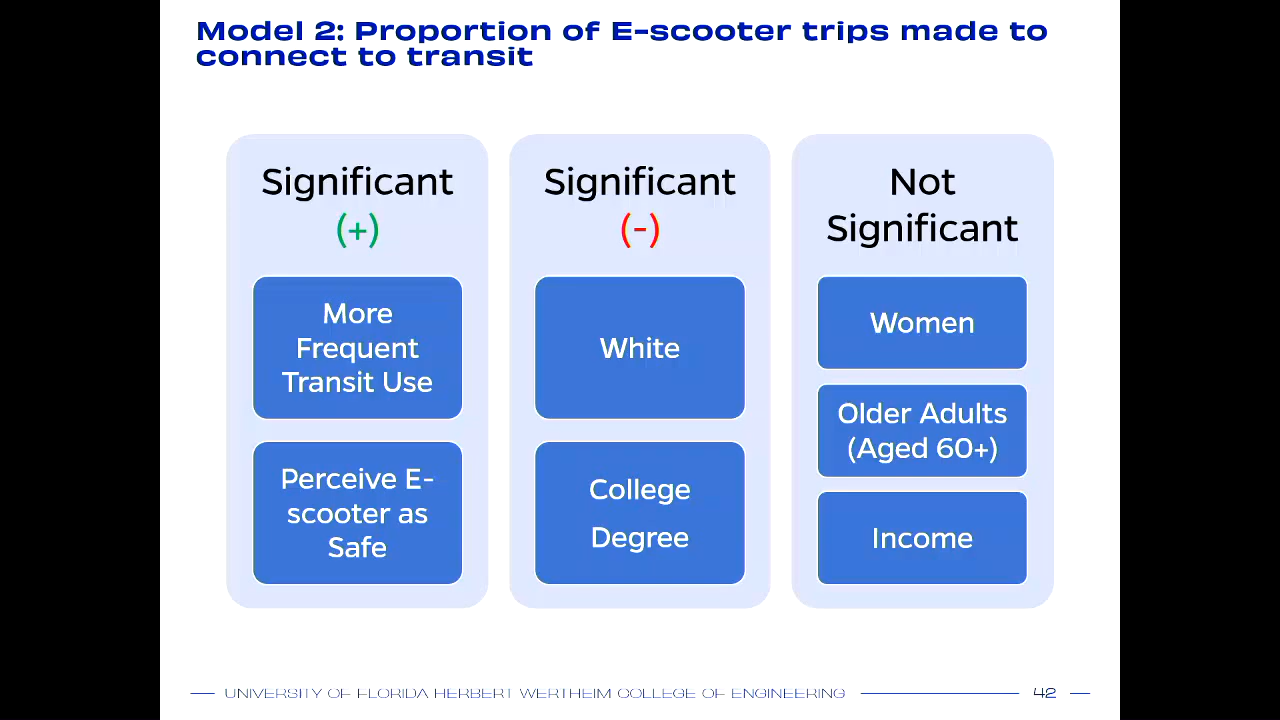 Model 2: Proportion of E-scooter trips made to
connect to transit
Significant
(+)
More
Frequent
Transit Use
Perceive E-
scooter as
Safe
Significant
(-)
White
College
Degree
Not
Significant
Women
Older Adults
(Aged 60+)
Income
UNIVERSITY OF FLORIDA HERBERT WERTHEIM COLLEGE OF ENGINEERING
42